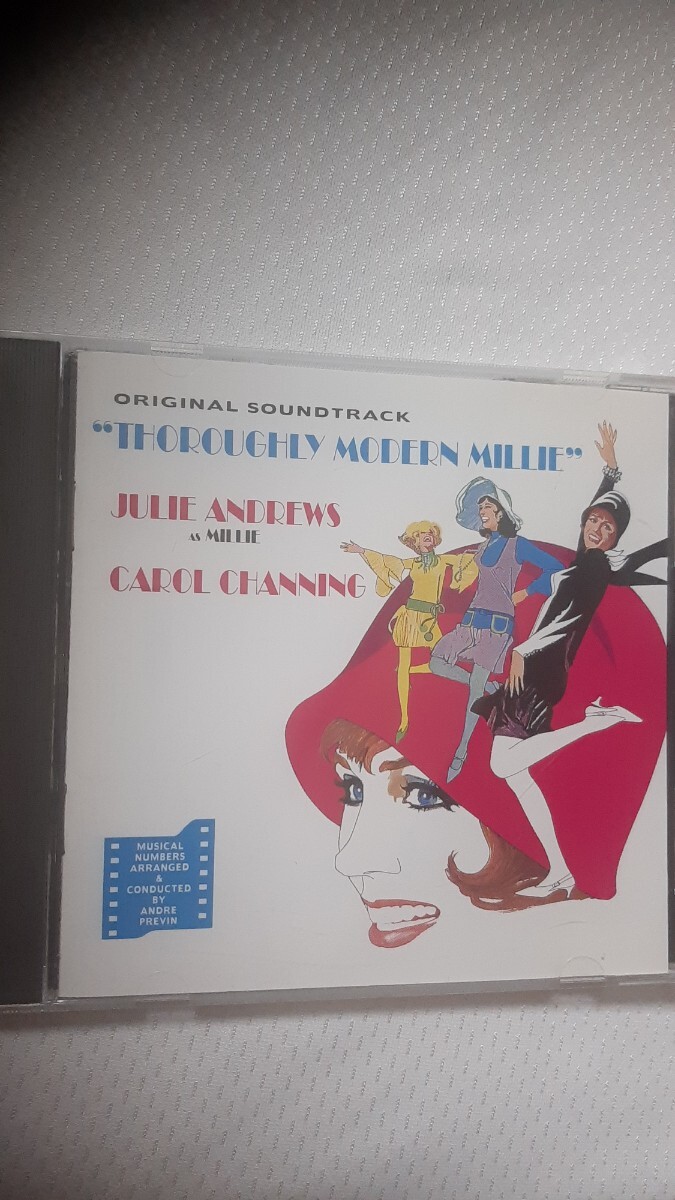 ORIGINAL SOUNDTRACK
“THOROUGHLY MODERN MILLIE”
JULIE ANDREWS
AS MILLIE
CAROL CHANNING
MUSICAL
NUMBERS
ARRANGED
&
CONDUCTED
BY
ANDRE
PREVIN